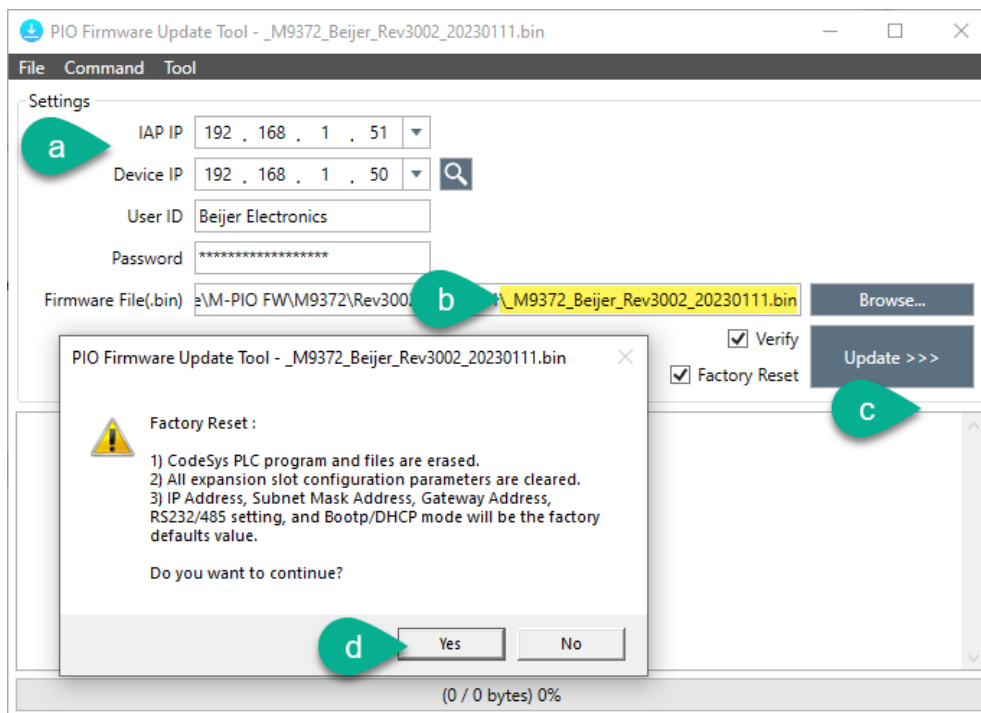 PIO Firmware Update Tool - _M9372_Beijer_Rev3002_20230111.bin
File Command Tool
Settings
a
IAP IP 192 . 168 . 1 . 51
Device IP 192 . 168 . 1 . 50
User ID Beijer Electronics
Password ******************
Firmware File(.bin) e\M-PIO FW\M9372\Rev3002 b \_M9372_Beijer_Rev3002_20230111.bin Browse...
Verify
Factory Reset
Update >>>
c
PIO Firmware Update Tool - _M9372_Beijer_Rev3002_20230111.bin
Factory Reset :
1) CodeSys PLC program and files are erased.
2) All expansion slot configuration parameters are cleared.
3) IP Address, Subnet Mask Address, Gateway Address,
RS232/485 setting, and Bootp/DHCP mode will be the factory
defaults value.
Do you want to continue?
d
Yes No
(0 / 0 bytes) 0%